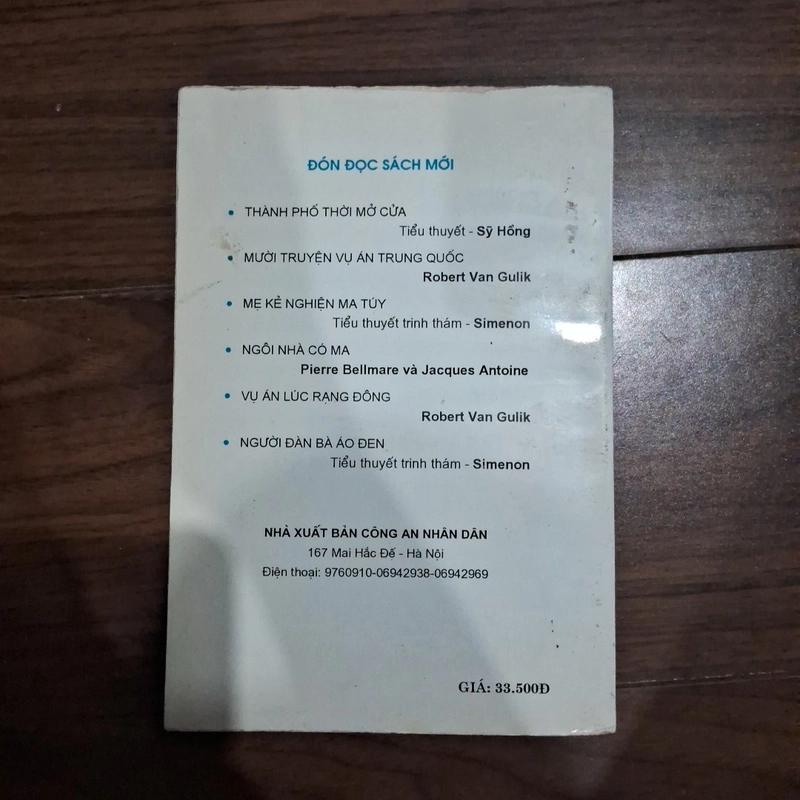 ĐÓN ĐỌC SÁCH MỚI
• THÀNH PHỐ THỜI MỞ CỬA
Tiểu thuyết - Sỹ Hồng
• MƯỜI TRUYỆN VỤ ÁN TRUNG QUỐC
Robert Van Gulik
• MẸ KẺ NGHIỆN MA TÚY
Tiểu thuyết trinh thám - Simenon
• NGÔI NHÀ CÓ MA
Pierre Bellmare và Jacques Antoine
• VỤ ÁN LÚC RẠNG ĐÔNG
Robert Van Gulik
• NGƯỜI ĐÀN BÀ ÁO ĐEN
Tiểu thuyết trinh thám - Simenon
NHÀ XUẤT BẢN CÔNG AN NHÂN DÂN
167 Mai Hắc Đế - Hà Nội
Điện thoại: 9760910-06942938-06942969
GIÁ: 33.500Đ